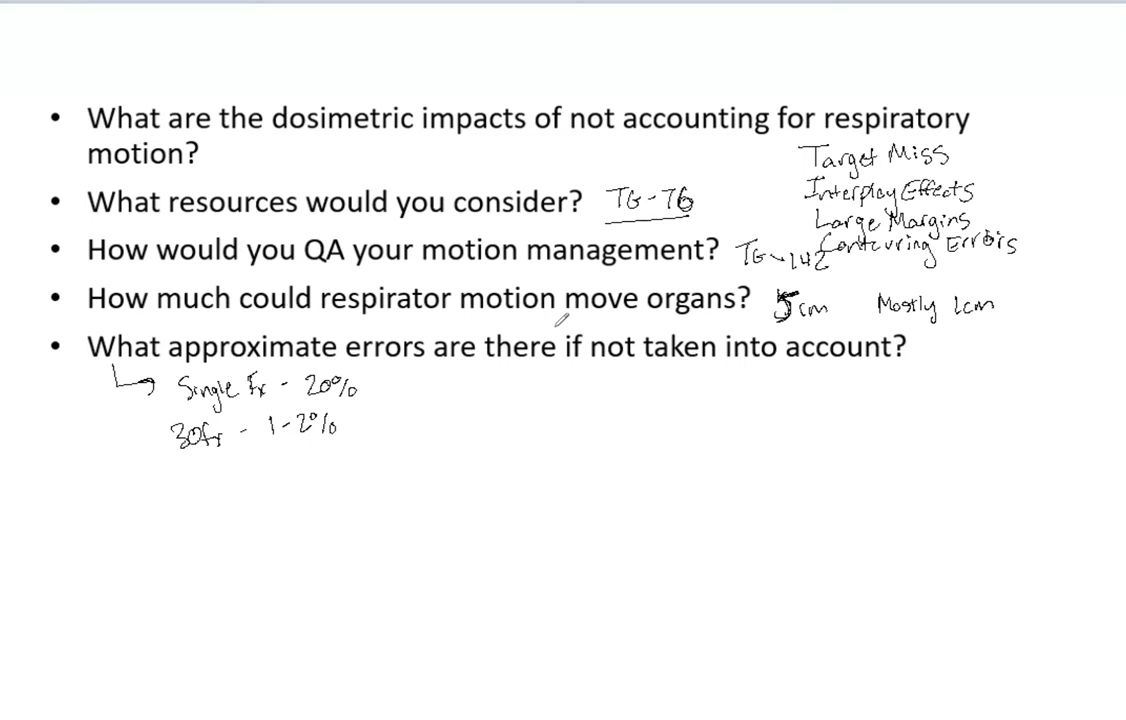 • What are the dosimetric impacts of not accounting for respiratory
motion?
Target Miss
Interplay Effects
Large Margins
Contouring Errors
• What resources would you consider? TG-76
• How would you QA your motion management? TG-142
• How much could respirator motion move organs? 5cm Mostly 1cm
• What approximate errors are there if not taken into account?
Single fx - 20%
30fx - 1-2%